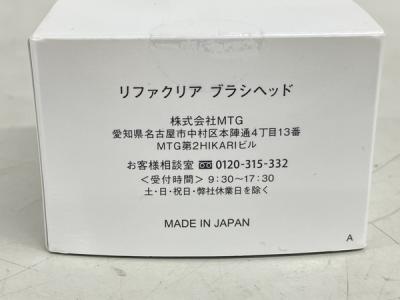 リファクリア ブラシヘッド
株式会社MTG
愛知県名古屋市中村区本陣通4丁目13番
MTG第2HIKARIビル
お客様相談室 0120-315-332
＜受付時間＞ 9：30～17：30
土・日・祝日・弊社休業日を除く
MADE IN JAPAN
A